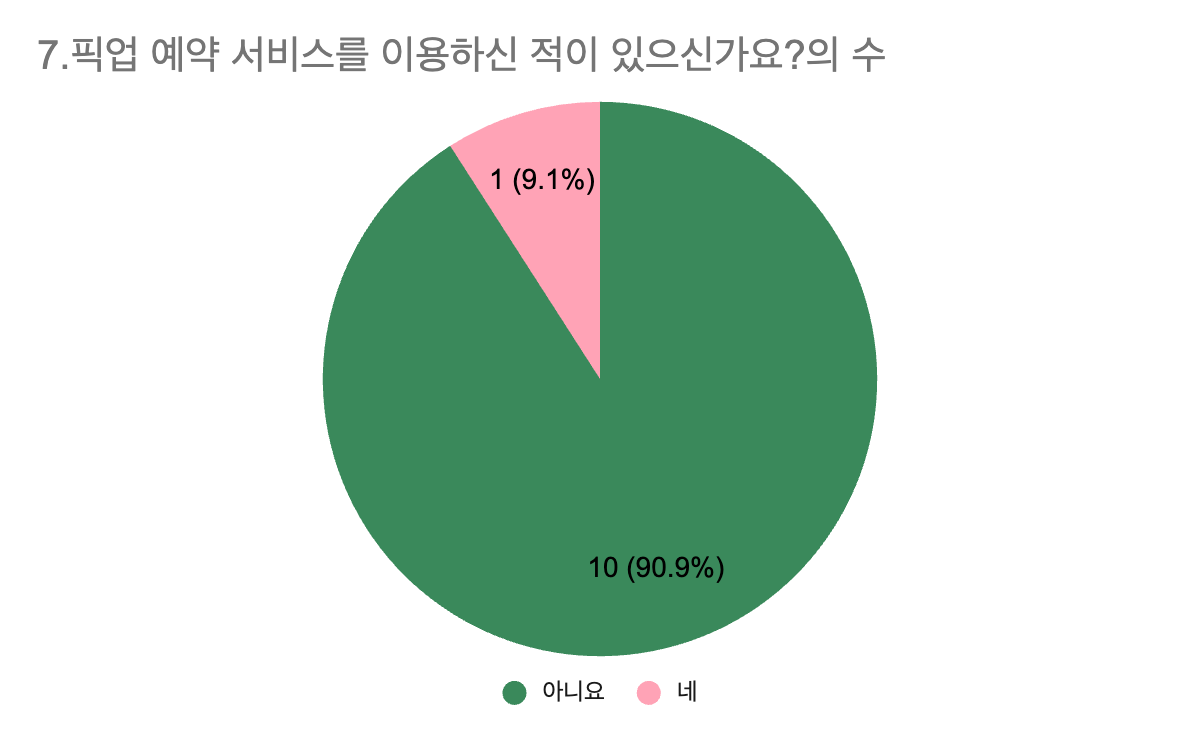 7.픽업 예약 서비스를 이용하신 적이 있으신가요?의 수
1 (9.1%)
10 (90.9%)
아니요 네